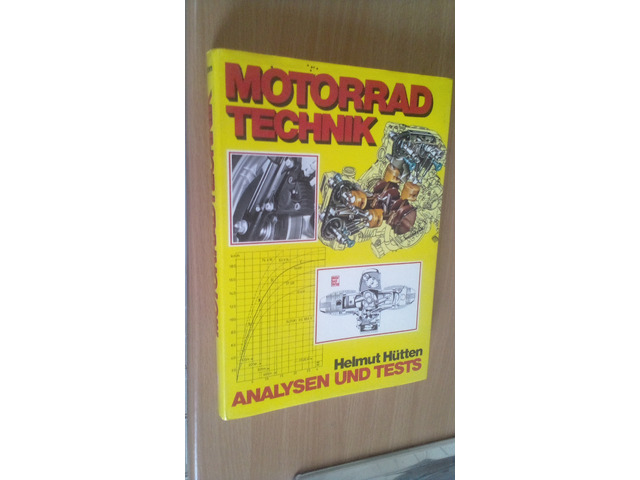 MOTORRAD
TECHNIK
Helmut Hütten
ANALYSEN UND TESTS